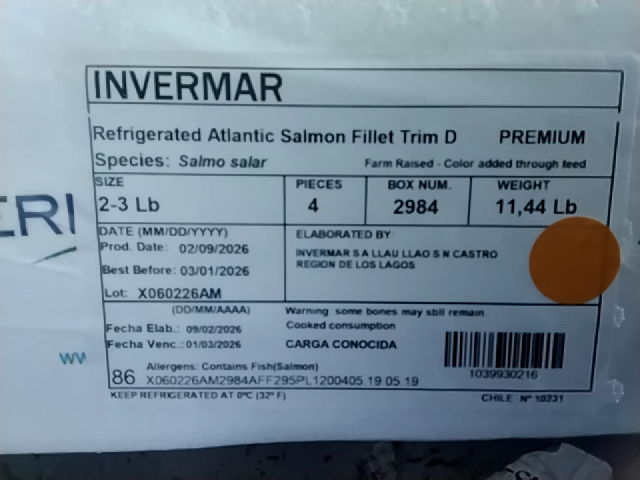 INVERMAR
Refrigerated Atlantic Salmon Fillet Trim D PREMIUM
Species: Salmo salar Farm Raised - Color added through feed
SIZE PIECES BOX NUM. WEIGHT
2-3 Lb 4 2984 11,44 Lb
DATE (MM/DD/YYYY) ELABORATED BY:
Prod. Date: 02/09/2026 INVERMAR S A LLAU LLAO S N CASTRO
REGION DE LOS LAGOS
Best Before: 03/01/2026
Lot: X060226AM
(DD/MM/AAAA) Warning some bones may still remain
Fecha Elab.: 09/02/2026 Cooked consumption
Fecha Venc.: 01/03/2026 CARGA CONOCIDA
Allergens: Contains Fish(Salmon) 1039930216
86 X060226AM2984AFF295PL1200405 19 05 19
KEEP REFRIGERATED AT 0ºC (32º F) CHILE Nº 10231
ERI